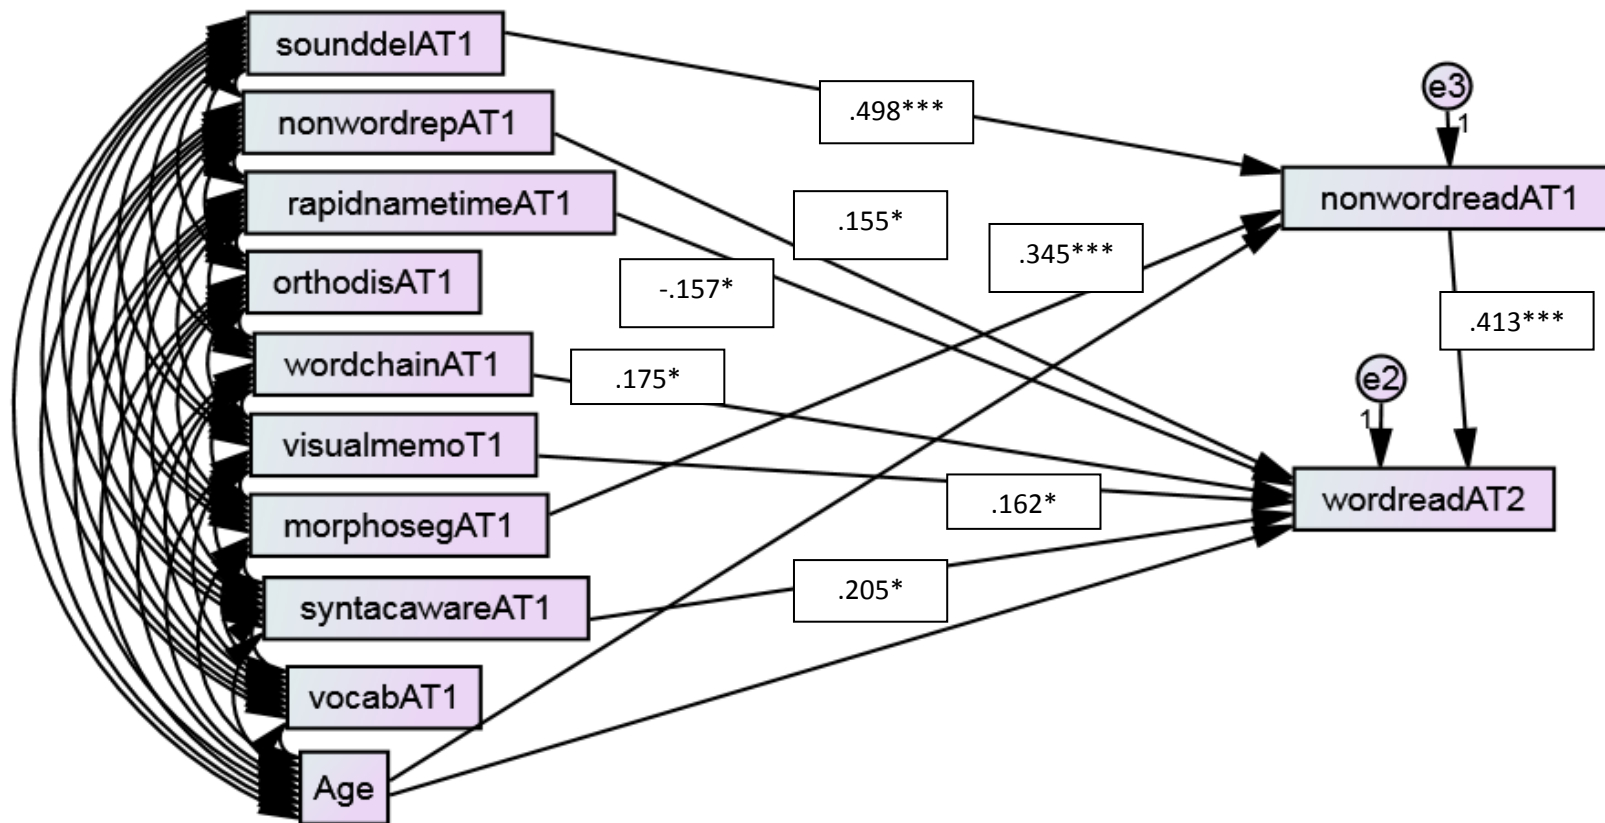 sounddelAT1
nonwordrepAT1
rapidnametimeAT1
orthodisAT1
wordchainAT1
visualmemoT1
morphosegAT1
syntacawareAT1
vocabAT1
Age
.498***
.155*
.345***
-.157*
.175*
.162*
.205*
e3
1
nonwordreadAT1
.413***
e2
1
wordreadAT2